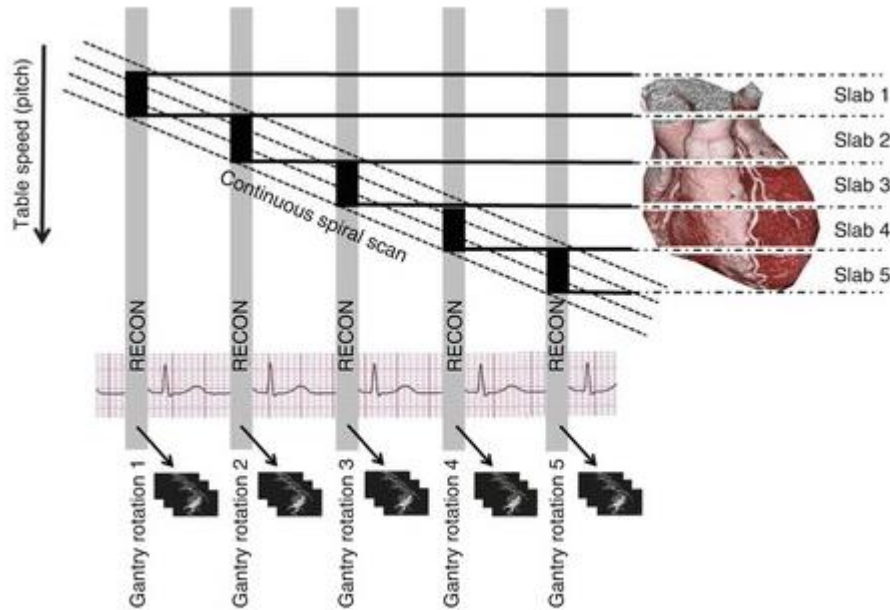 Table speed (pitch)
Continuous spiral scan
Slab 1
Slab 2
Slab 3
Slab 4
Slab 5
RECON
RECON
RECON
RECON
RECON
Gantry rotation 1
Gantry rotation 2
Gantry rotation 3
Gantry rotation 4
Gantry rotation 5